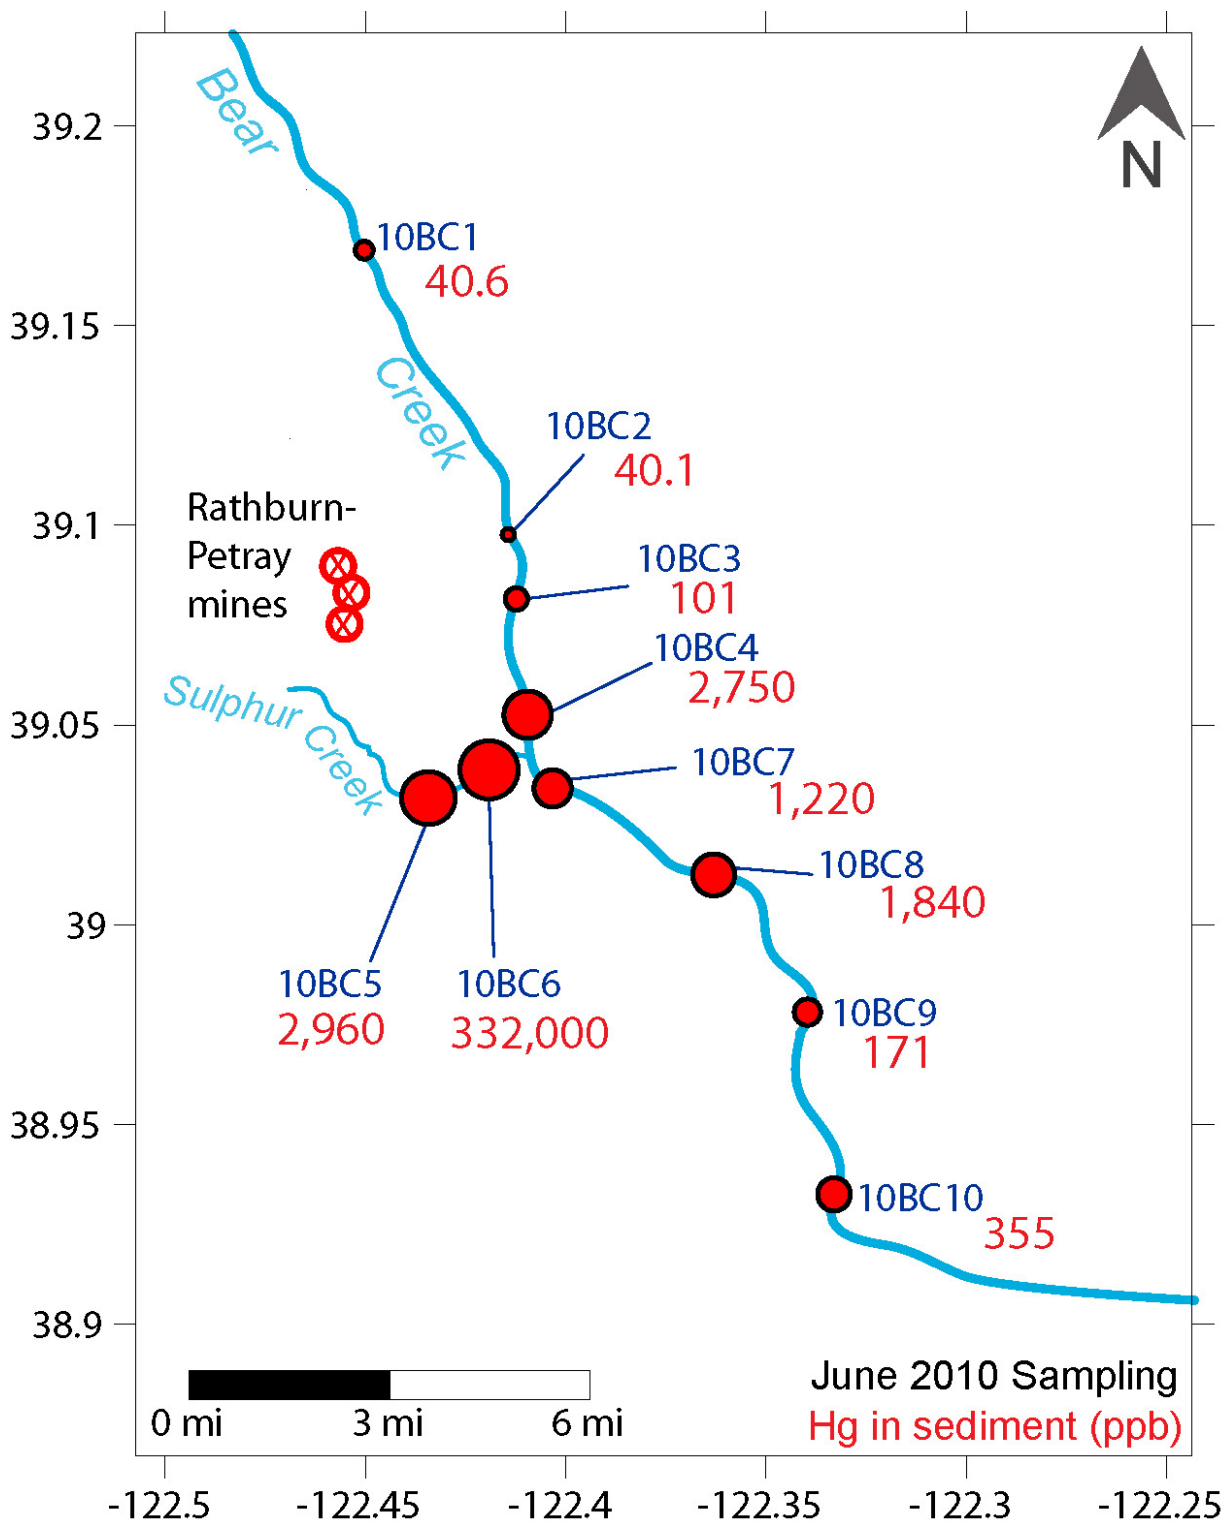 39.2
39.15
39.1
39.05
39
38.95
38.9
Bear
Creek
N
10BC1
40.6
10BC2
40.1
Rathburn-
Petray
mines
10BC3
101
10BC4
2,750
Sulphur
Creek
10BC7
1,220
10BC8
1,840
10BC5
2,960
10BC6
332,000
10BC9
171
10BC10
355
0 mi 3 mi 6 mi
June 2010 Sampling
Hg in sediment (ppb)
-122.5 -122.45 -122.4 -122.35 -122.3 -122.25